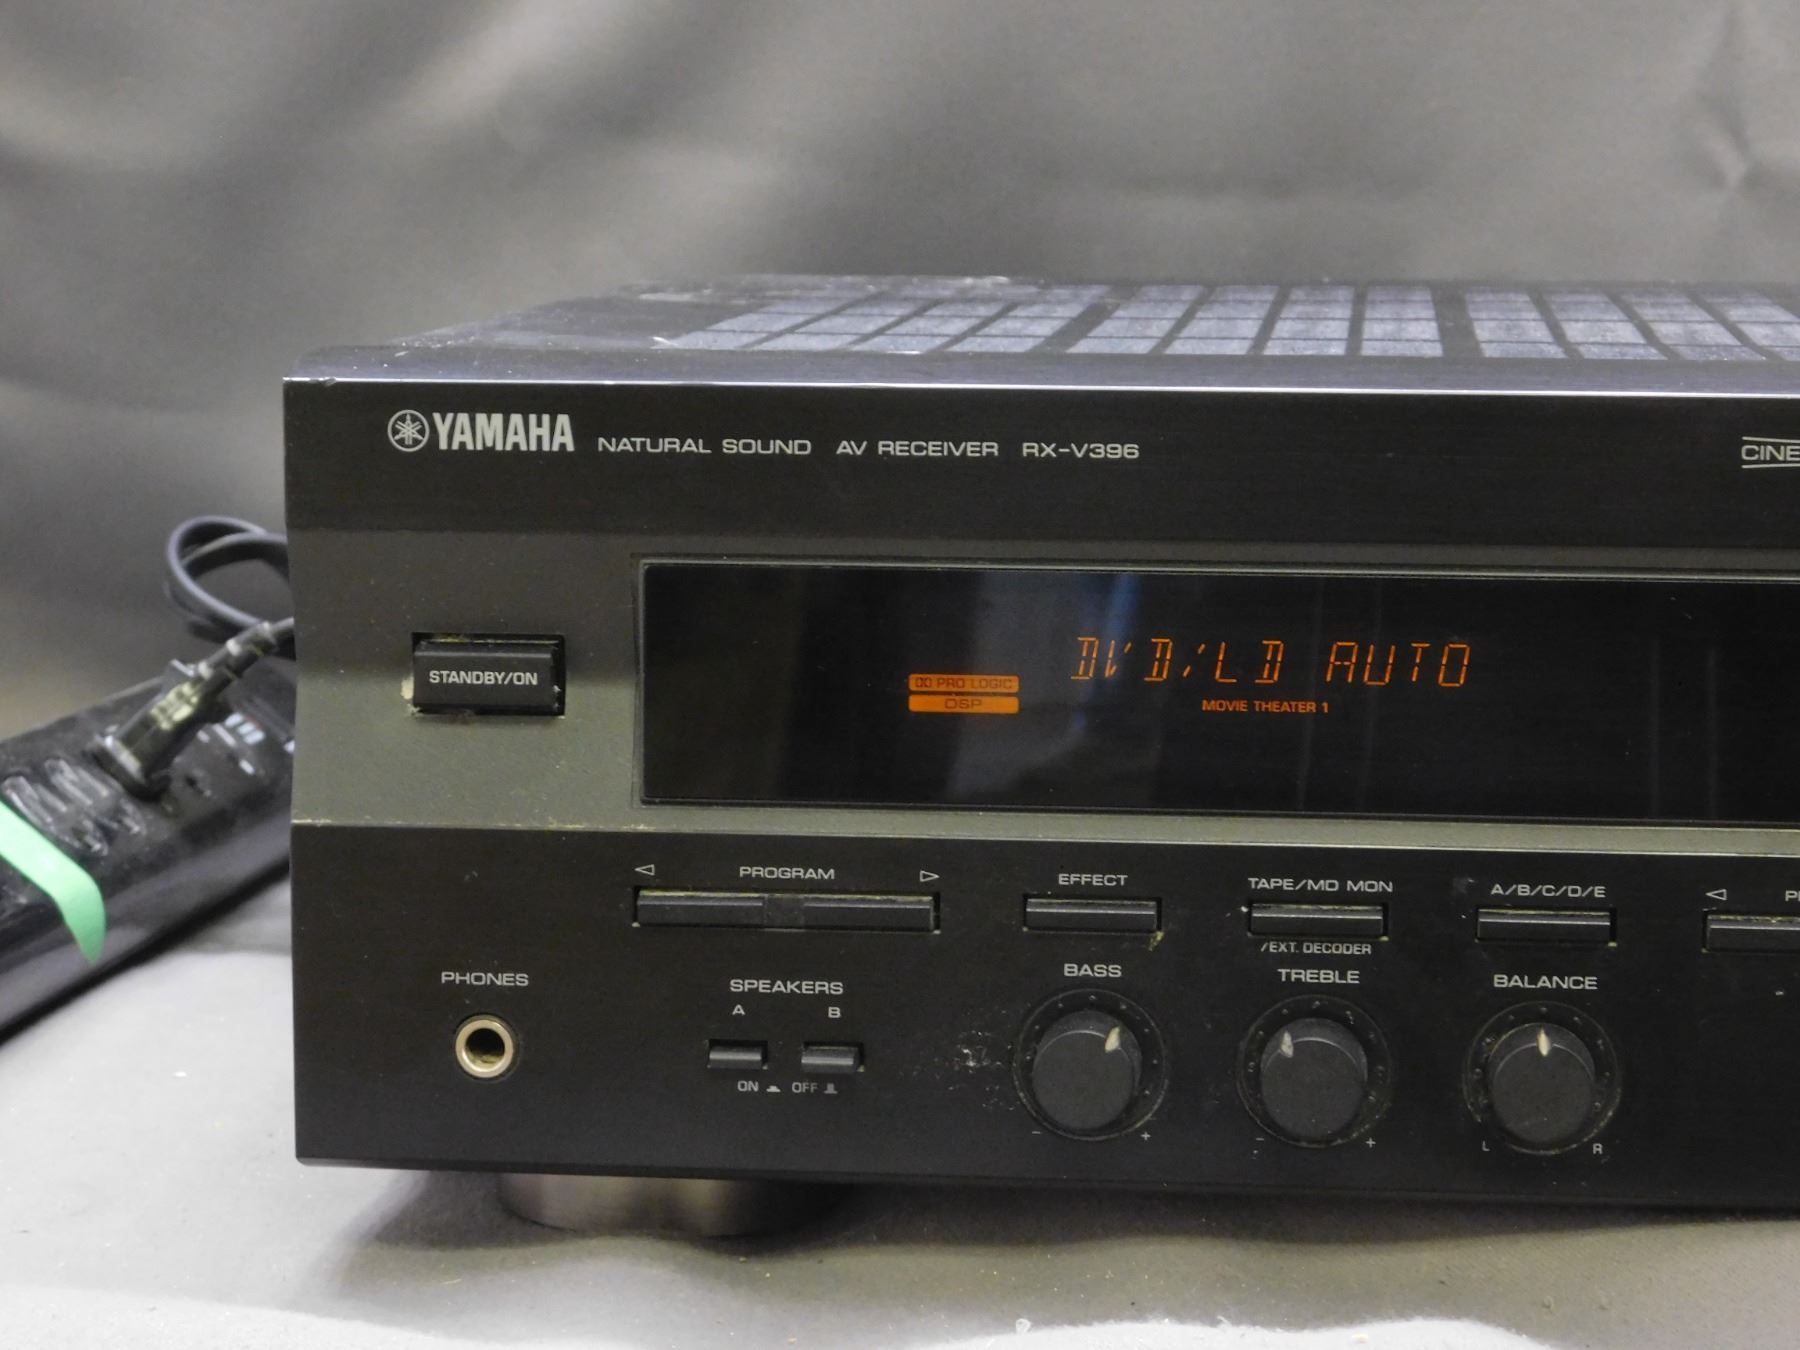 YAMAHA NATURAL SOUND AV RECEIVER RX-V396
CINE
STANDBY/ON
DVD/LD AUTO
PRO LOGIC
DSP
MOVIE THEATER 1
PROGRAM
EFFECT
TAPE/MD MON
/EXT. DECODER
A/B/C/D/E
PHONES
SPEAKERS
A B
ON OFF
BASS
- +
TREBLE
- +
BALANCE
L R